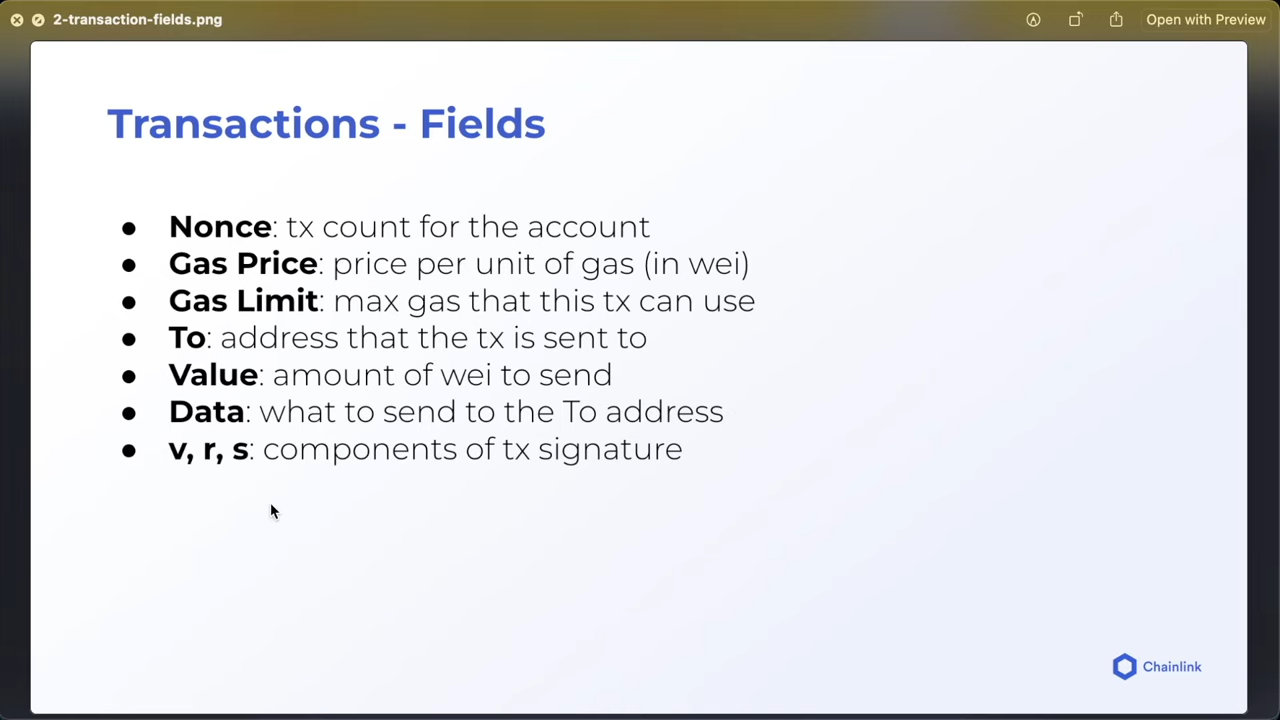 2-transaction-fields.png
Open with Preview
Transactions - Fields
● Nonce: tx count for the account
● Gas Price: price per unit of gas (in wei)
● Gas Limit: max gas that this tx can use
● To: address that the tx is sent to
● Value: amount of wei to send
● Data: what to send to the To address
● v, r, s: components of tx signature
Chainlink